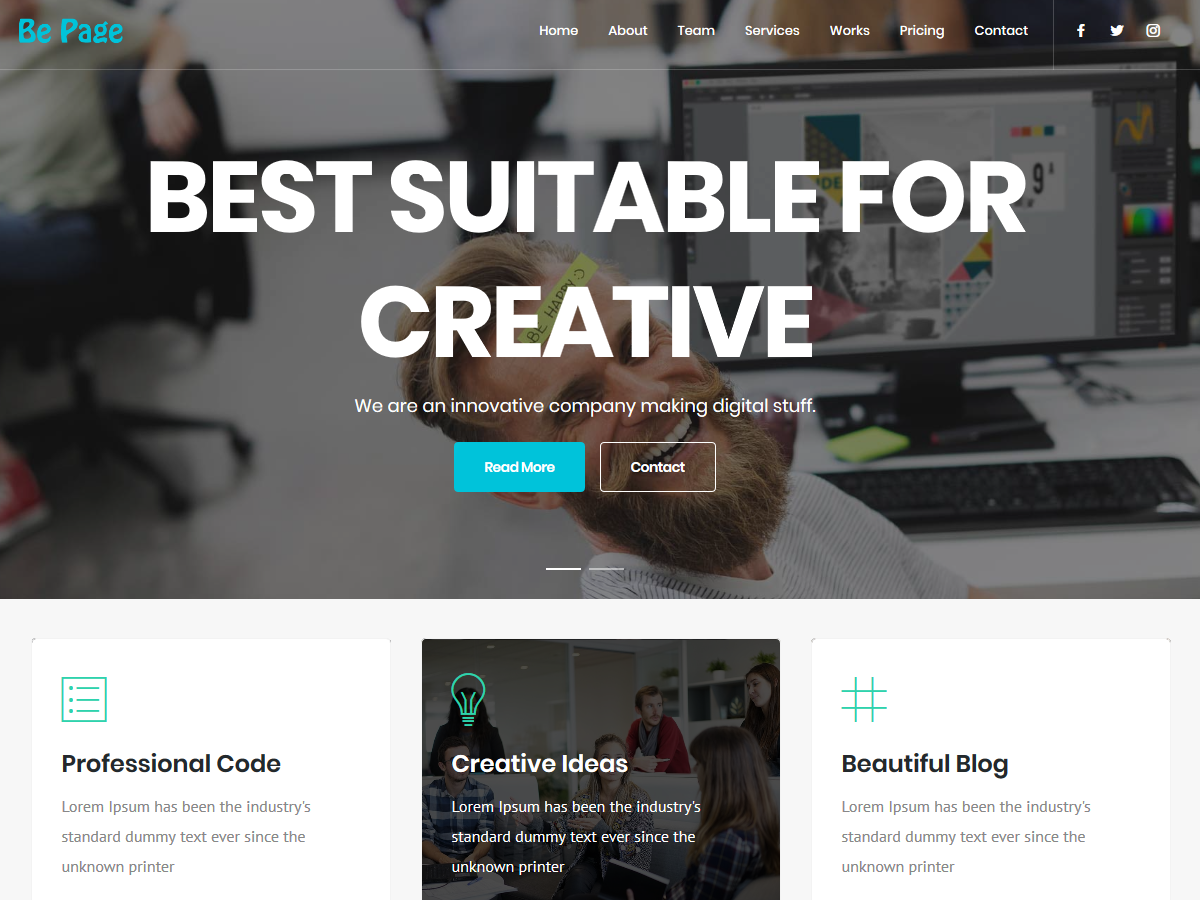 Be Page
Home About Team Services Works Pricing Contact
BEST SUITABLE FOR
CREATIVE
BE HAPPY :)
We are an innovative company making digital stuff.
Read More Contact
Professional Code
Lorem Ipsum has been the industry's
standard dummy text ever since the
unknown printer
Creative Ideas
Lorem Ipsum has been the industry's
standard dummy text ever since the
unknown printer
Beautiful Blog
Lorem Ipsum has been the industry's
standard dummy text ever since the
unknown printer